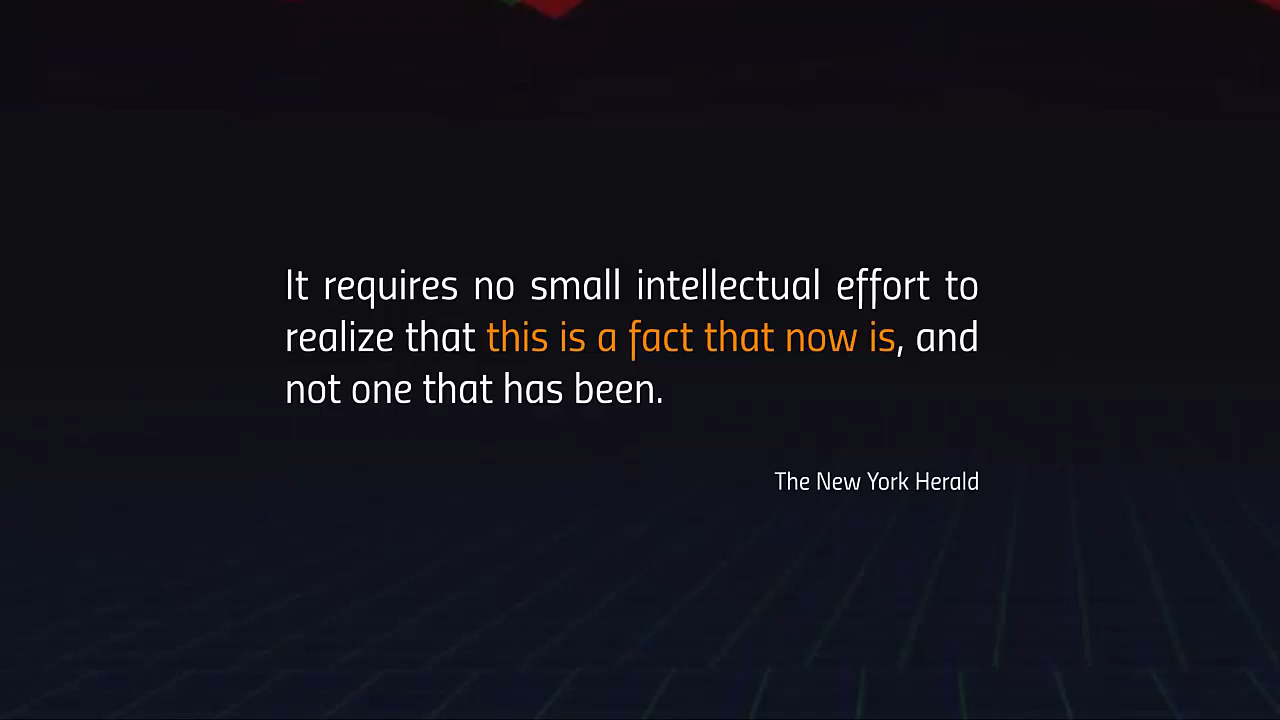 It requires no small intellectual effort to
realize that this is a fact that now is, and
not one that has been.
The New York Herald